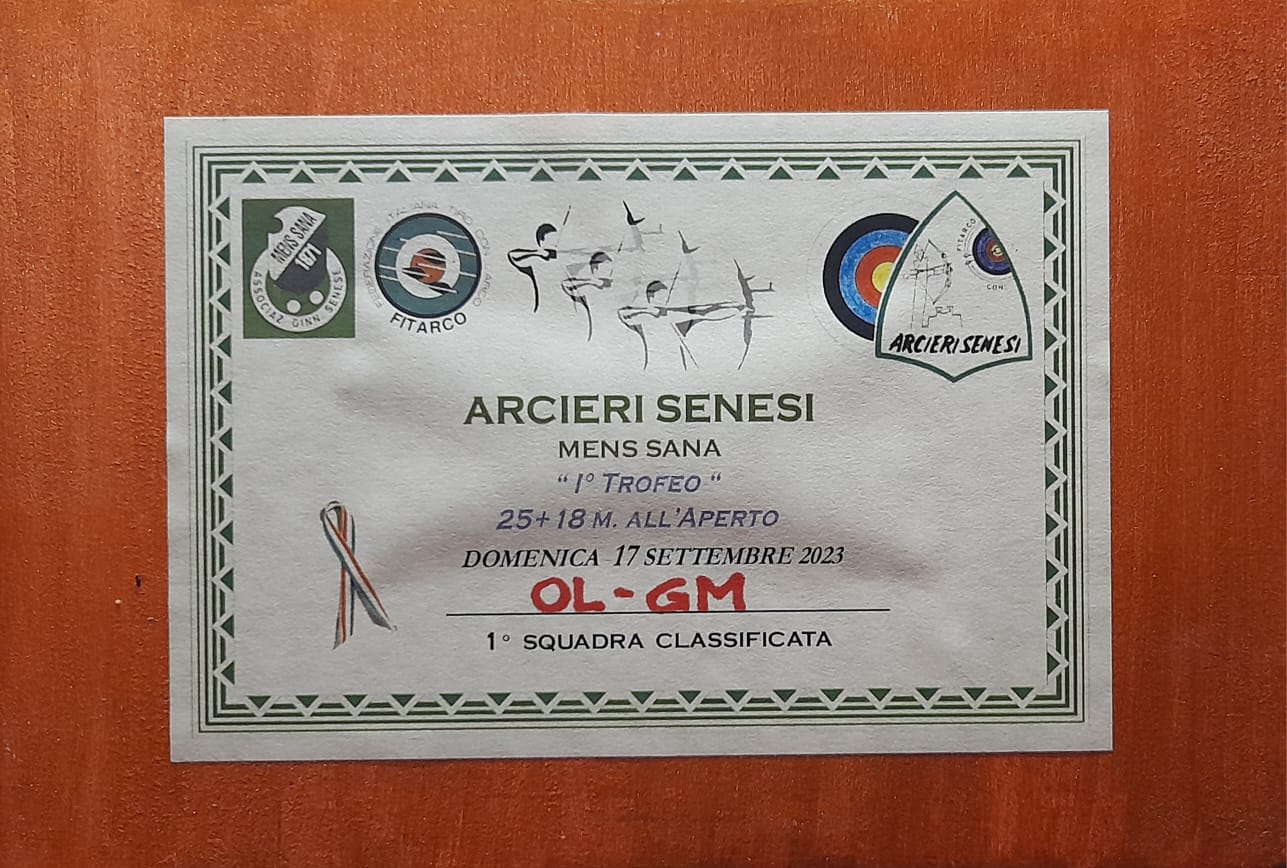 MENS SANA
1871
ASSOCIAZ GINN SENESE
FEDERAZIONE ITALIANA TIRO CON L'ARCO
FITARCO
FITARCO
CON
ARCIERI SENESI
ARCIERI SENESI
MENS SANA
“ I° TROFEO “
25+18 M. ALL'APERTO
DOMENICA 17 SETTEMBRE 2023
OL-GM
1° SQUADRA CLASSIFICATA